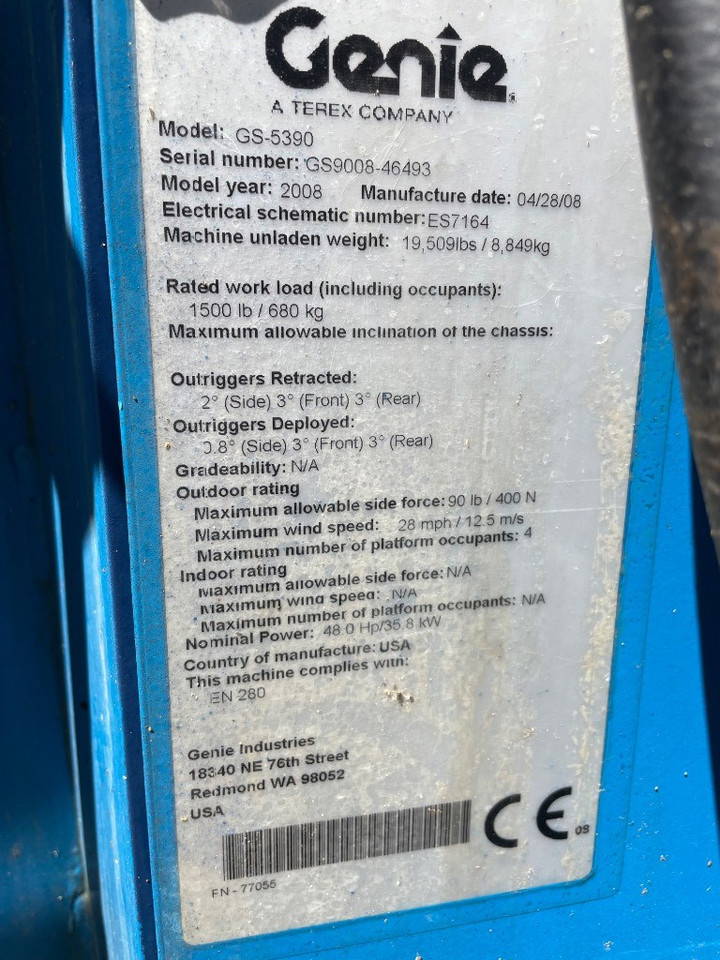 Genie
A TEREX COMPANY
Model: GS-5390
Serial number: GS9008-46493
Model year: 2008 Manufacture date: 04/28/08
Electrical schematic number: ES7164
Machine unladen weight: 19,509lbs / 8,849kg
Rated work load (including occupants):
1500 lb / 680 kg
Maximum allowable inclination of the chassis:
Outriggers Retracted:
2° (Side) 3° (Front) 3° (Rear)
Outriggers Deployed:
0.8° (Side) 3° (Front) 3° (Rear)
Gradeability: N/A
Outdoor rating
Maximum allowable side force: 90 lb / 400 N
Maximum wind speed: 28 mph / 12.5 m/s
Maximum number of platform occupants: 4
Indoor rating
Maximum allowable side force: N/A
Maximum wind speed: N/A
Maximum number of platform occupants: N/A
Nominal Power: 48.0 Hp/35.8 kW
Country of manufacture: USA
This machine complies with:
EN 280
Genie Industries
18340 NE 76th Street
Redmond WA 98052
USA
CE 08
PN - 77055